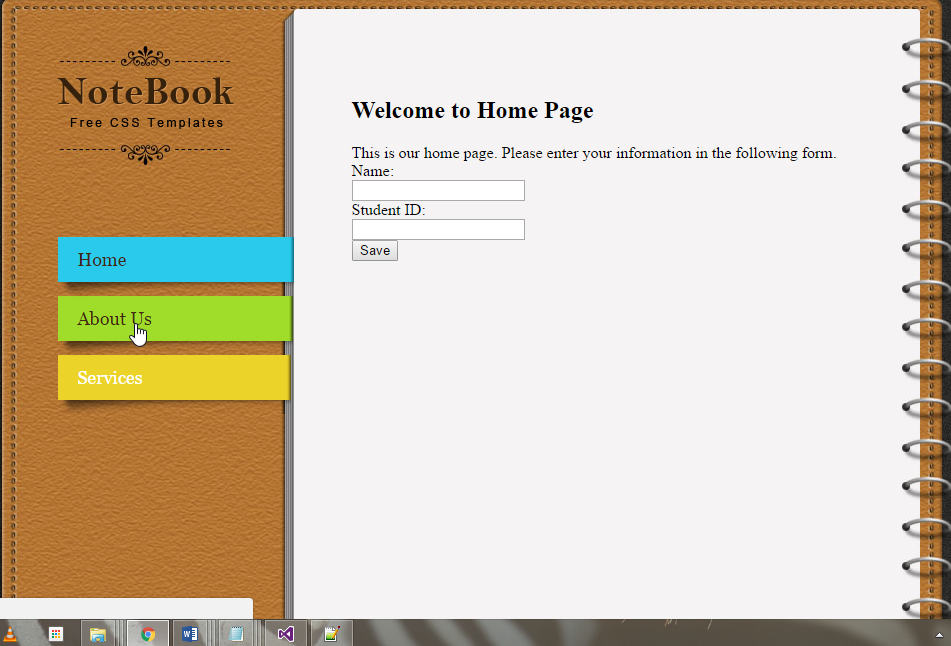 NoteBook
Free CSS Templates
Home
About Us
Services
Welcome to Home Page
This is our home page. Please enter your information in the following form.
Name:
Student ID:
Save